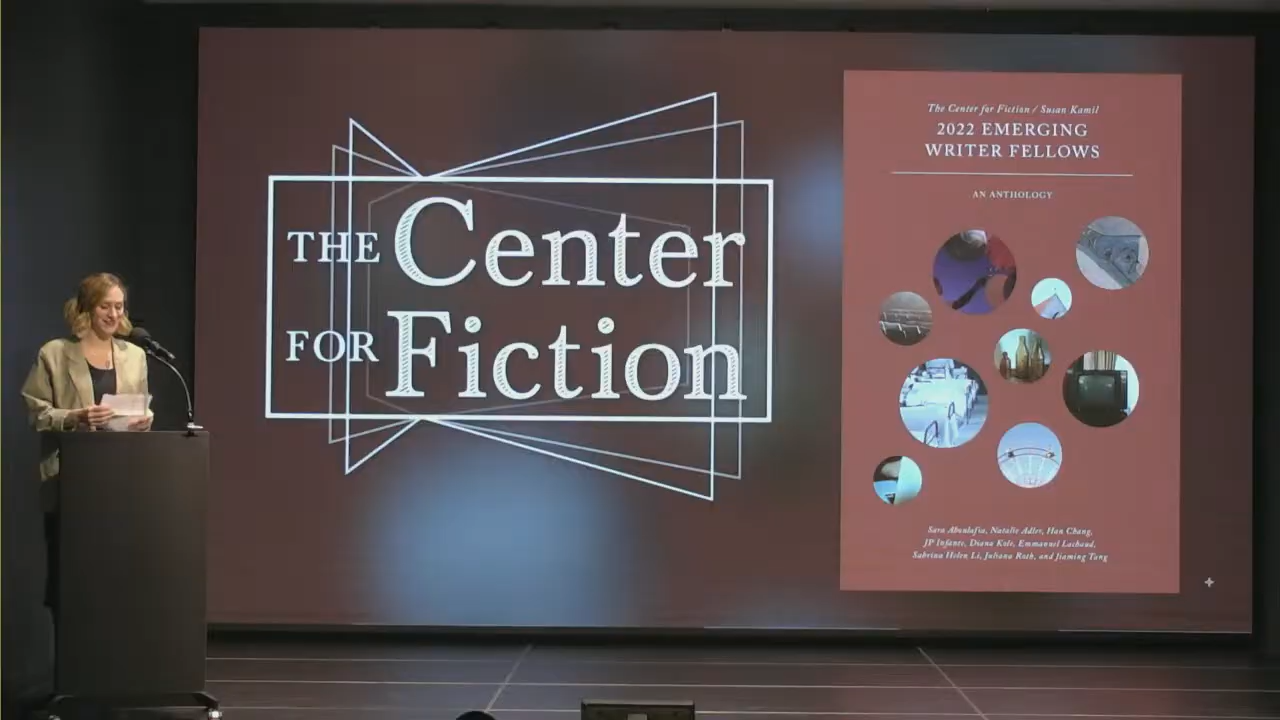 THE Center
FOR Fiction
The Center for Fiction / Susan Kamil
2022 EMERGING
WRITER FELLOWS
AN ANTHOLOGY
Sara Aboulafia, Natalie Adler, Han Chang,
JP Infante, Diana Kole, Emmanuel Lachaud,
Sabrina Helen Li, Juliana Roth, and Jiaming Tang